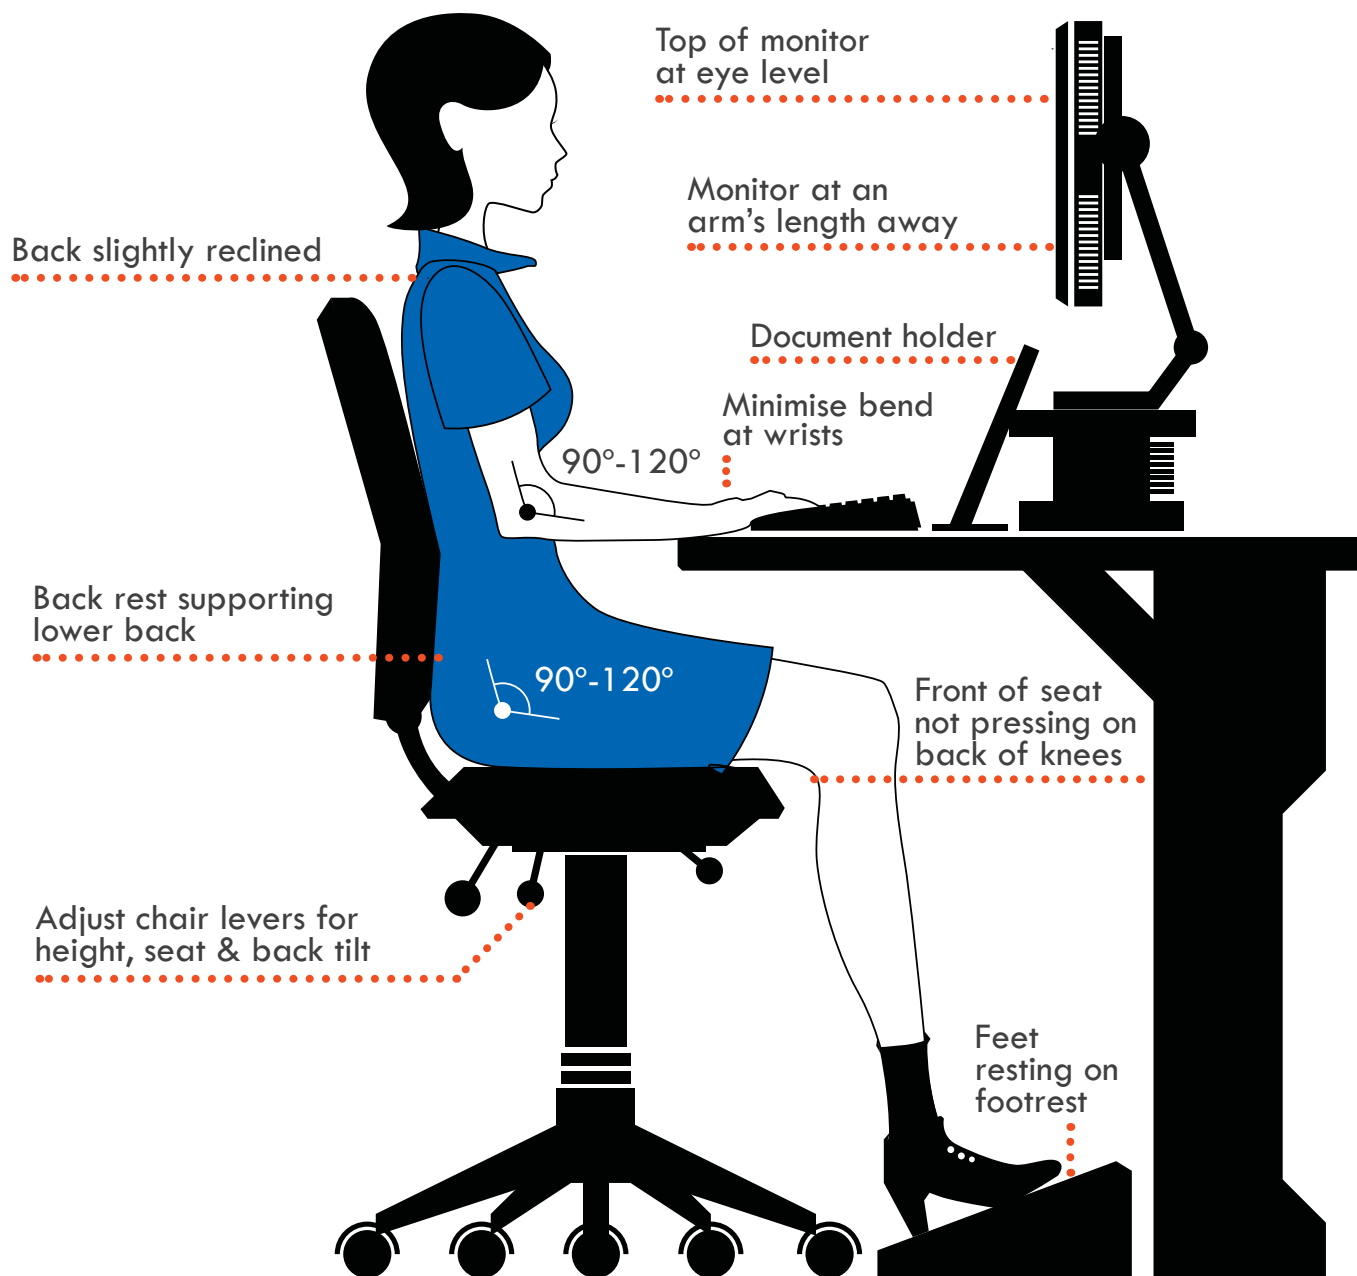 Top of monitor
at eye level
Monitor at an
arm’s length away
Back slightly reclined
Document holder
Minimise bend
at wrists
90°-120°
Back rest supporting
lower back
90°-120°
Front of seat
not pressing on
back of knees
Adjust chair levers for
height, seat & back tilt
Feet
resting on
footrest